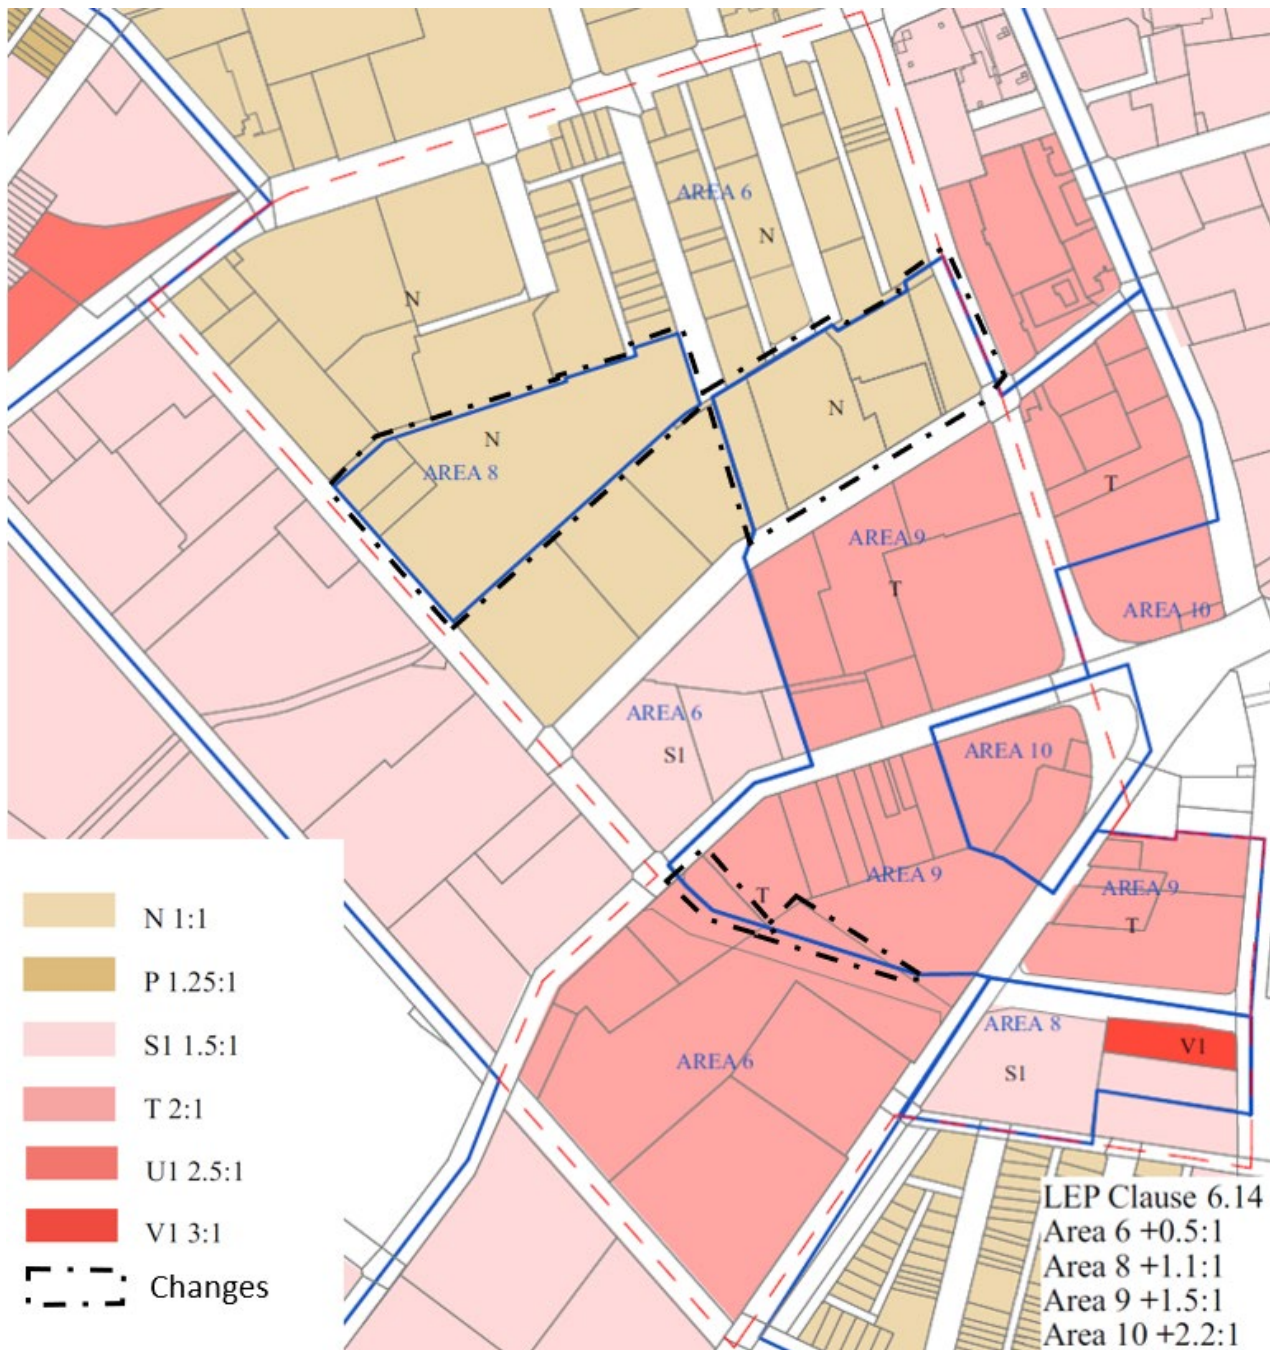 AREA 6
N
N
N
N
AREA 8
T
AREA 9
T
AREA 10
AREA 6
S1
AREA 10
T
AREA 9
AREA 9
T
AREA 8
S1
V1
AREA 6
N 1:1
P 1.25:1
S1 1.5:1
T 2:1
U1 2.5:1
V1 3:1
Changes
LEP Clause 6.14
Area 6 +0.5:1
Area 8 +1.1:1
Area 9 +1.5:1
Area 10 +2.2:1